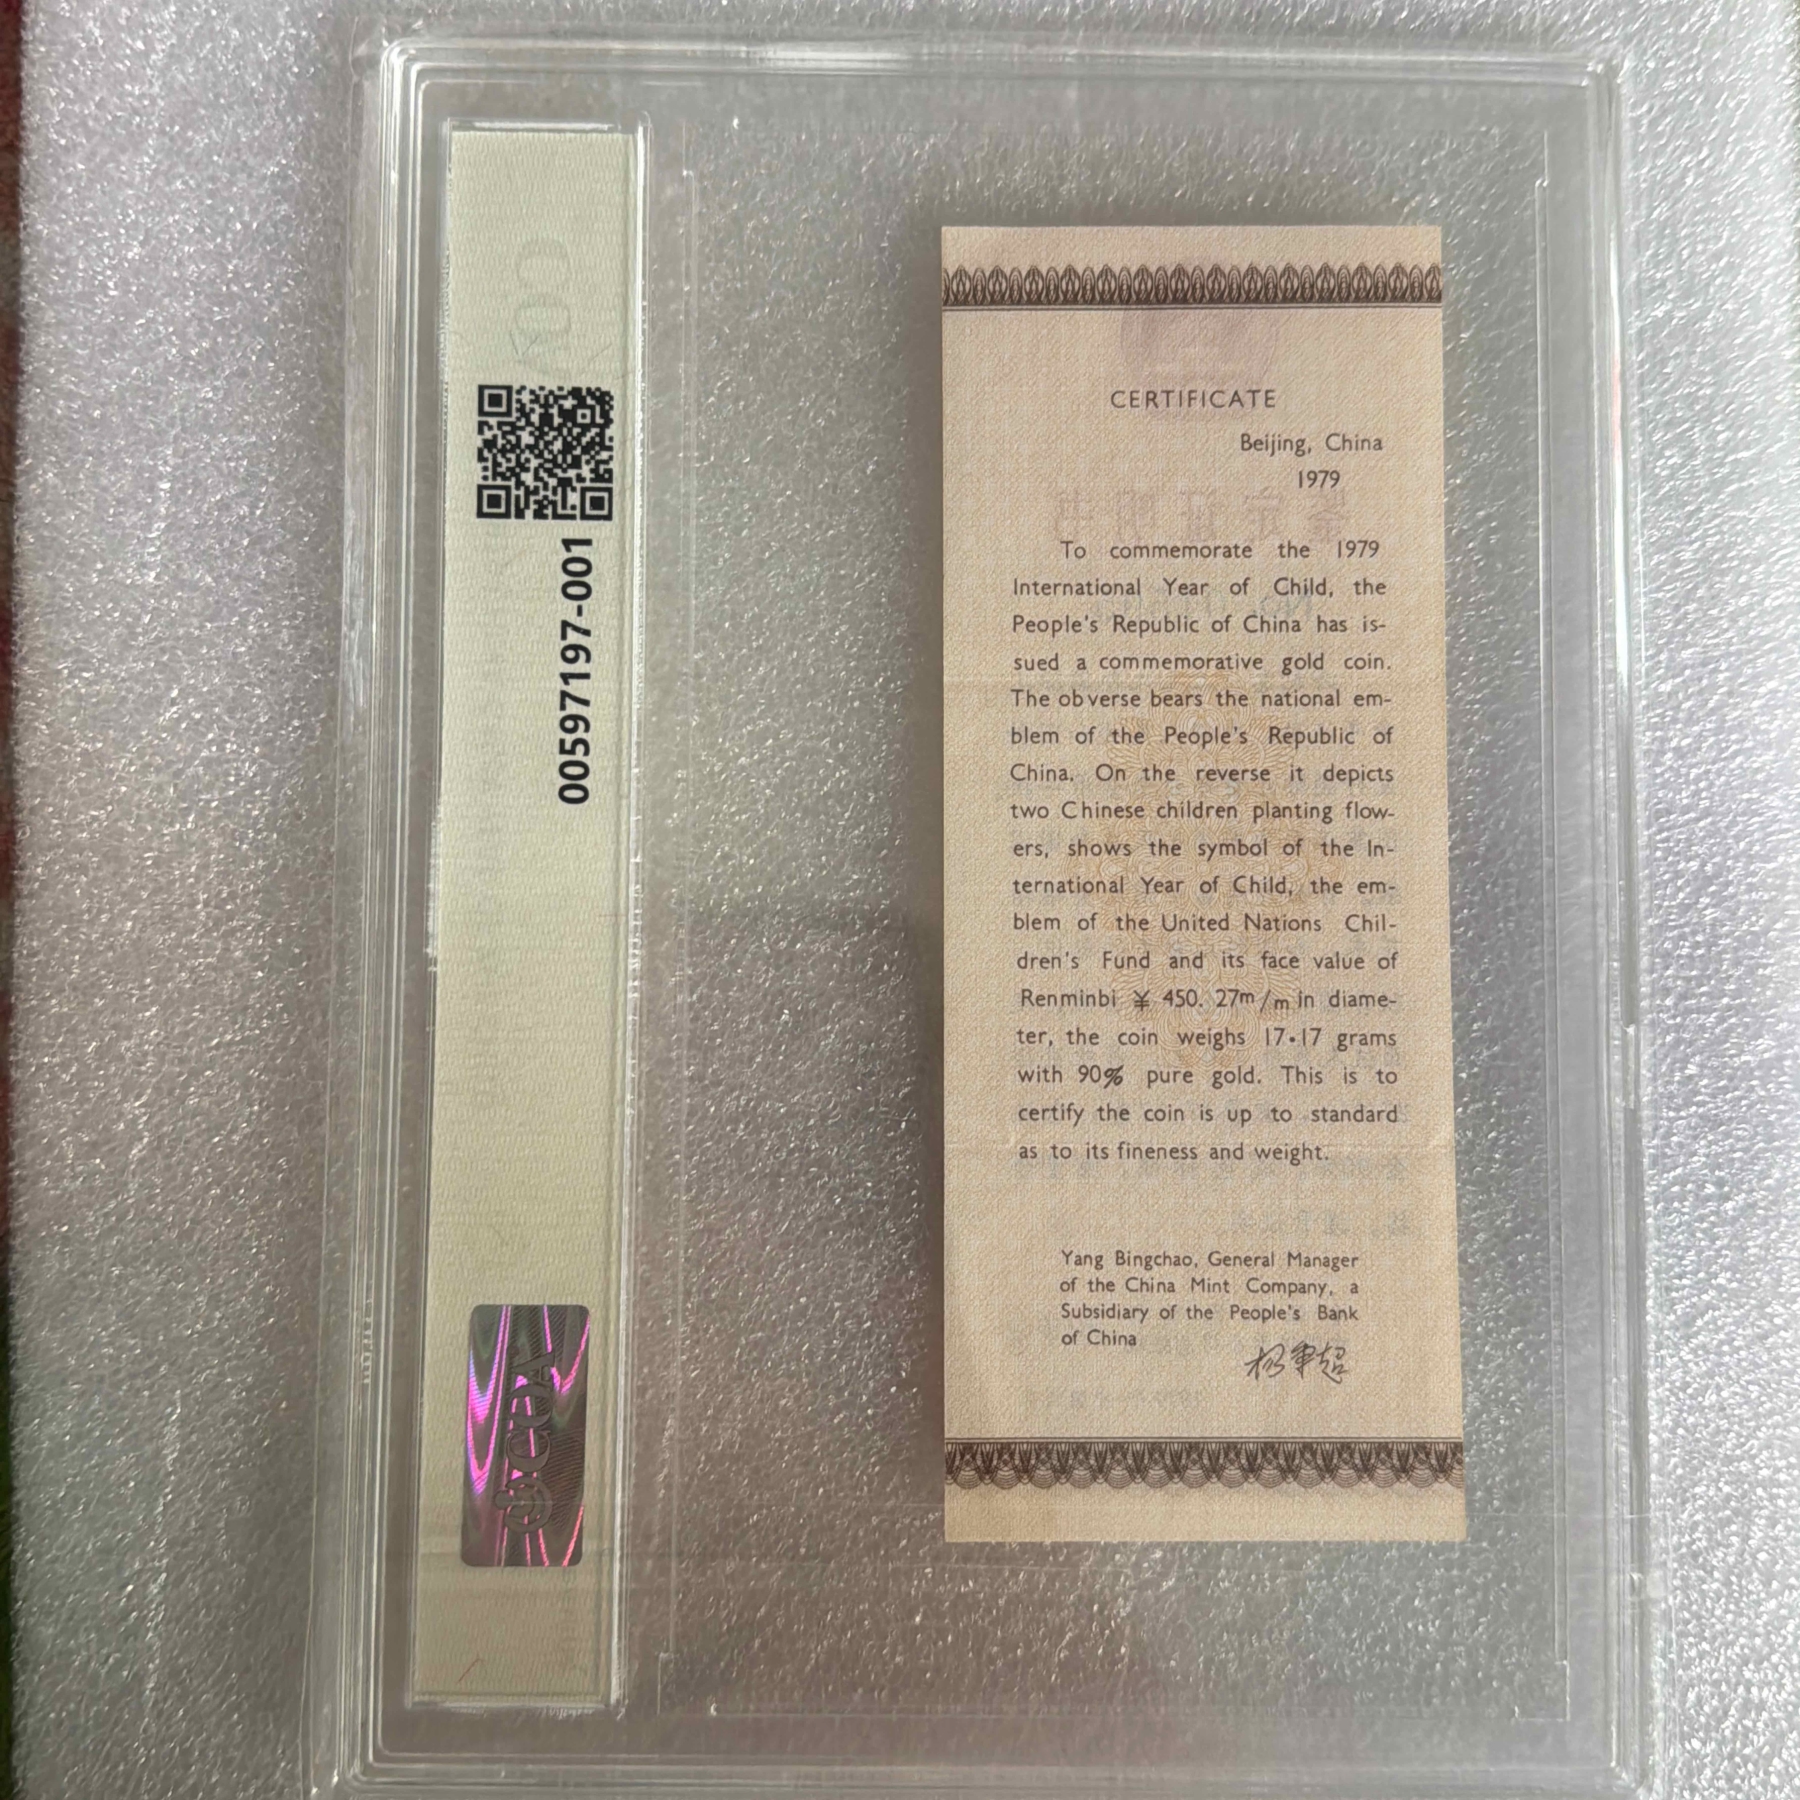 00597197-001
CERTIFICATE
Beijing, China
1979
To commemorate the 1979
International Year of Child, the
People's Republic of China has is-
sued a commemorative gold coin.
The obverse bears the national em-
blem of the People's Republic of
China. On the reverse it depicts
two Chinese children planting flow-
ers, shows the symbol of the In-
ternational Year of Child, the em-
blem of the United Nations Chil-
dren's Fund and its face value of
Renminbi ¥ 450. 27m/m in diame-
ter, the coin weighs 17·17 grams
with 90% pure gold. This is to
certify the coin is up to standard
as to its fineness and weight.
Yang Bingchao, General Manager
of the China Mint Company, a
Subsidiary of the People's Bank
of China